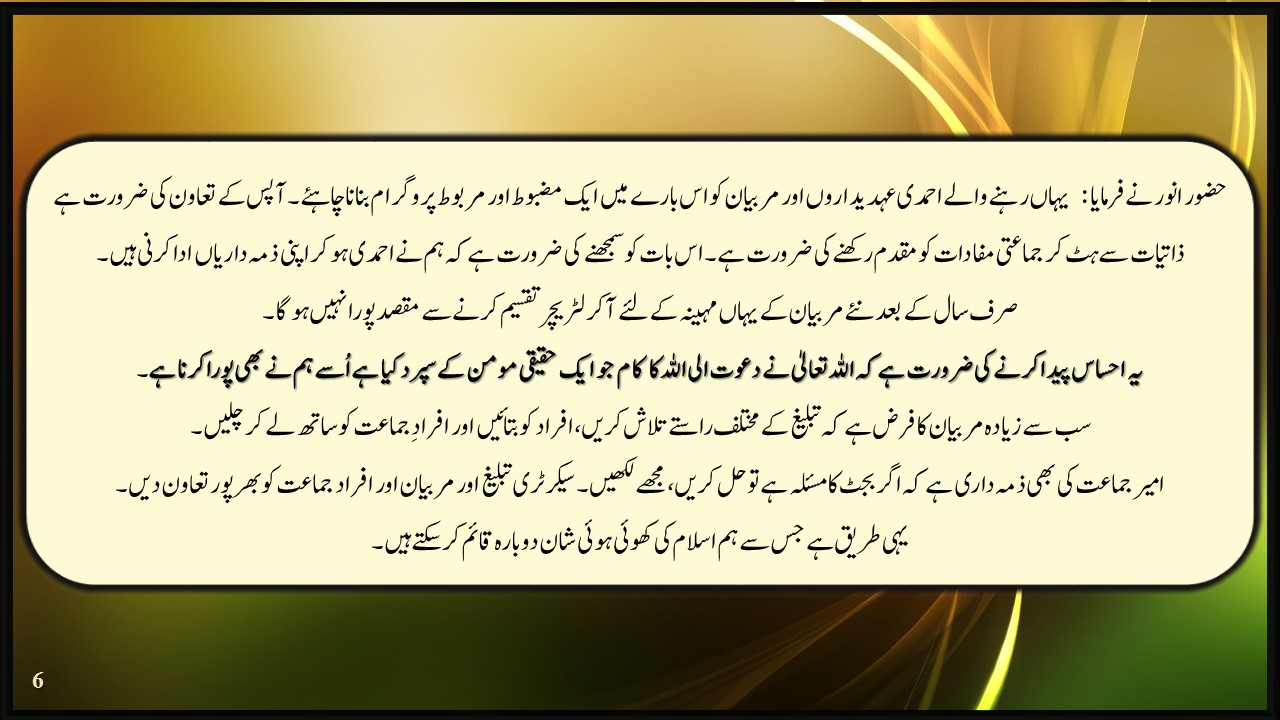 حضور انور نے فرمایا: یہاں رہنے والے احمدی عہدیداروں اور مربیان کو اس بارے میں ایک مضبوط اور مربوط پروگرام بنانا چاہئے۔ آپس کے تعاون کی ضرورت ہے
ذاتیات سے ہٹ کر جماعتی مفادات کو مقدم رکھنے کی ضرورت ہے۔ اس بات کو سمجھنے کی ضرورت ہے کہ ہم نے احمدی ہو کر اپنی ذمہ داریاں ادا کرنی ہیں۔
صرف سال کے بعد نئے مربیان کے یہاں مہینہ کے لئے آ کر لٹریچر تقسیم کرنے سے مقصد پورا نہیں ہو گا۔
یہ احساس پیدا کرنے کی ضرورت ہے کہ اللہ تعالیٰ نے دعوت الی اللہ کا کام جو ایک حقیقی مومن کے سپرد کیا ہے اُسے ہم نے بھی پورا کرنا ہے۔
سب سے زیادہ مربیان کا فرض ہے کہ تبلیغ کے مختلف راستے تلاش کریں، افراد کو بتائیں اور افرادِ جماعت کو ساتھ لے کر چلیں۔
امیر جماعت کی بھی ذمہ داری ہے کہ اگر بجٹ کا مسئلہ ہے تو حل کریں، مجھے لکھیں۔ سیکرٹری تبلیغ اور مربیان اور افراد جماعت کو بھرپور تعاون دیں۔
یہی طریق ہے جس سے ہم اسلام کی کھوئی ہوئی شان دوبارہ قائم کر سکتے ہیں۔
6